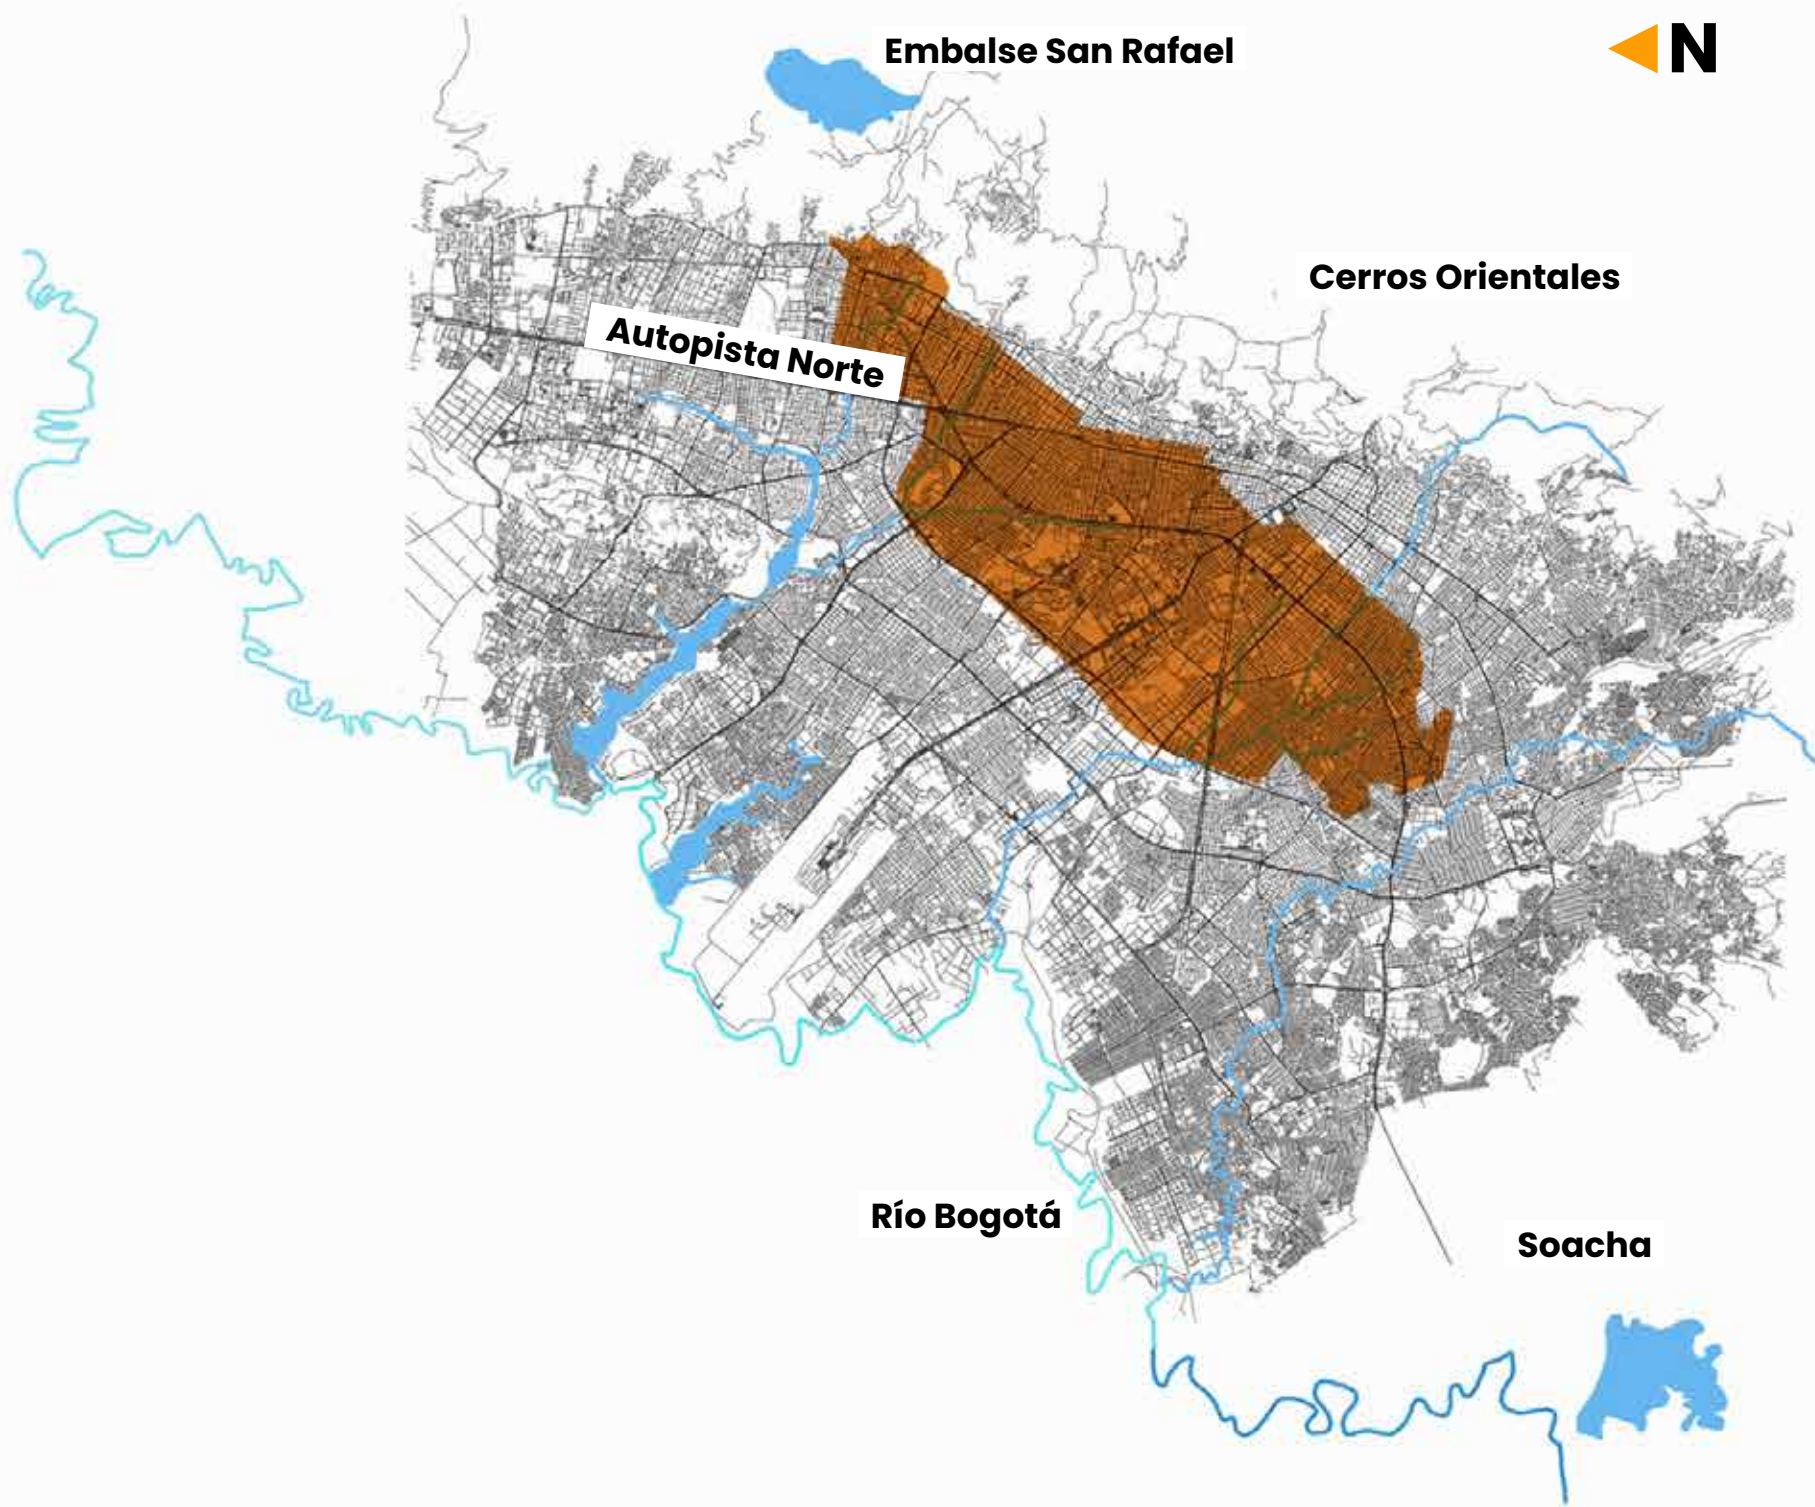 Embalse San Rafael
N
Cerros Orientales
Autopista Norte
Río Bogotá
Soacha